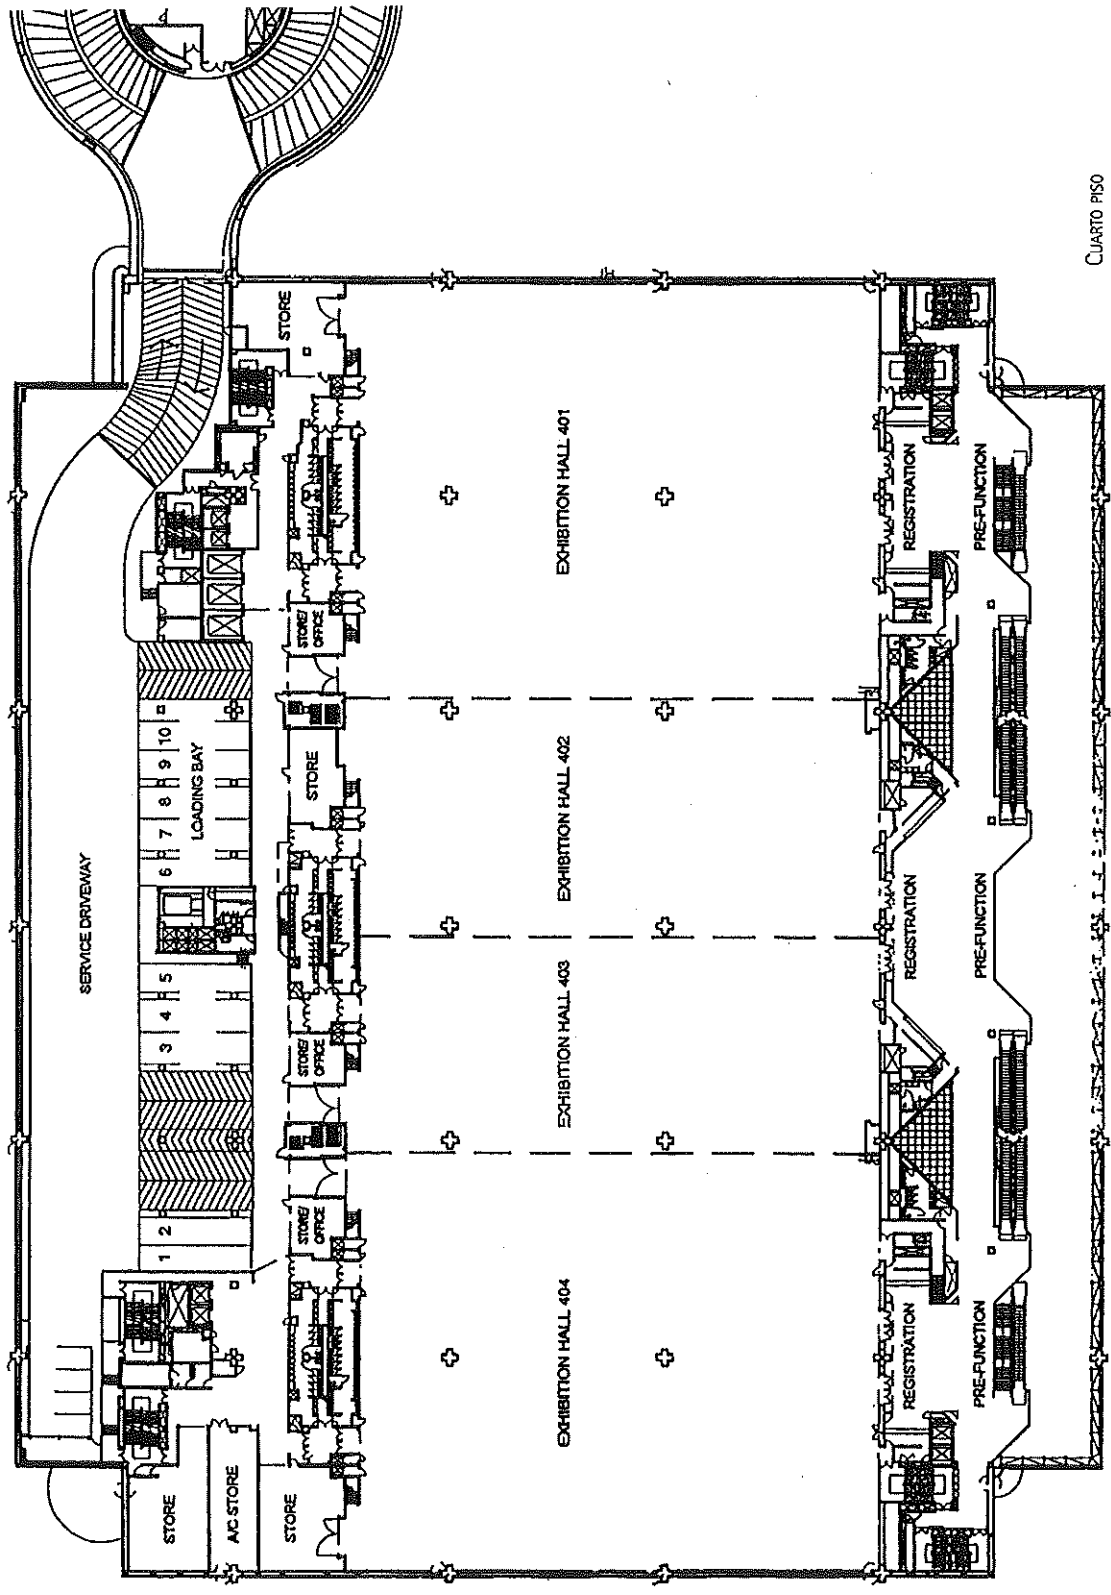 SERVICE DRIVEWAY
1
2
3
4
5
6
7
8
9
10
LOADING BAY
STORE
A/C STORE
STORE
STORE/
OFFICE
STORE/
OFFICE
STORE
STORE/
OFFICE
STORE
EXHIBITION HALL 404
EXHIBITION HALL 403
EXHIBITION HALL 402
EXHIBITION HALL 401
REGISTRATION
REGISTRATION
REGISTRATION
PRE-FUNCTION
PRE-FUNCTION
PRE-FUNCTION
CUARTO PISO